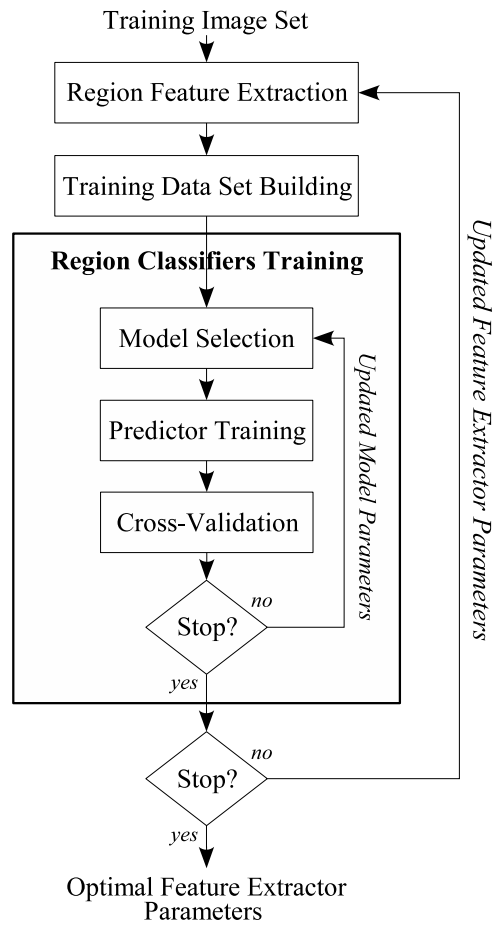 Training Image Set
Region Feature Extraction
Training Data Set Building
Region Classifiers Training
Model Selection
Updated Model Parameters
Updated Feature Extractor Parameters
Predictor Training
Cross-Validation
Stop?
no
yes
Stop?
no
yes
Optimal Feature Extractor
Parameters